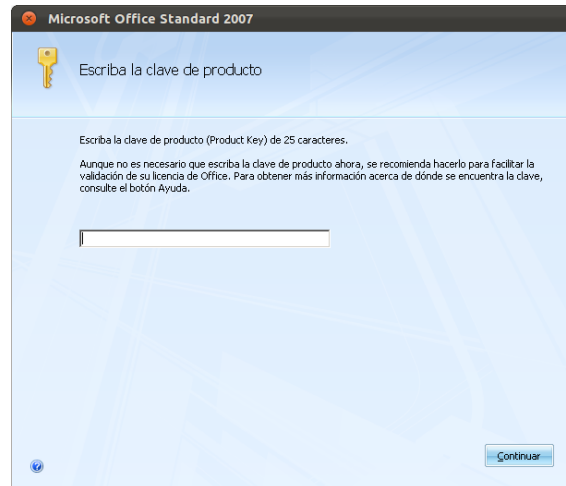 Microsoft Office Standard 2007
Escriba la clave de producto
Escriba la clave de producto (Product Key) de 25 caracteres.
Aunque no es necesario que escriba la clave de producto ahora, se recomienda hacerlo para facilitar la
validación de su licencia de Office. Para obtener más información acerca de dónde se encuentra la clave,
consulte el botón Ayuda.
Continuar